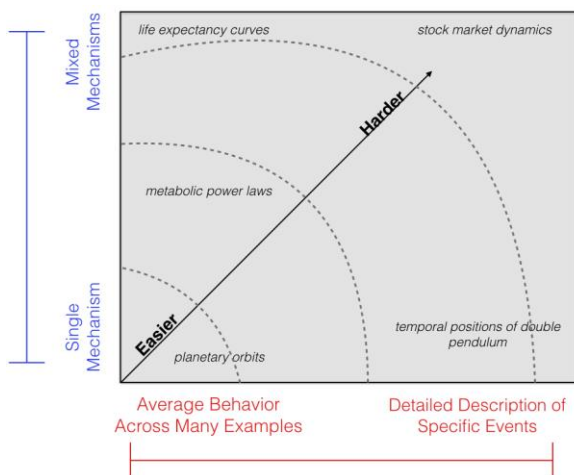 life expectancy curves
stock market dynamics
Mixed
Mechanisms
Harder
metabolic power laws
Single
Mechanism
Easier
temporal positions of double
pendulum
planetary orbits
Average Behavior
Across Many Examples
Detailed Description of
Specific Events